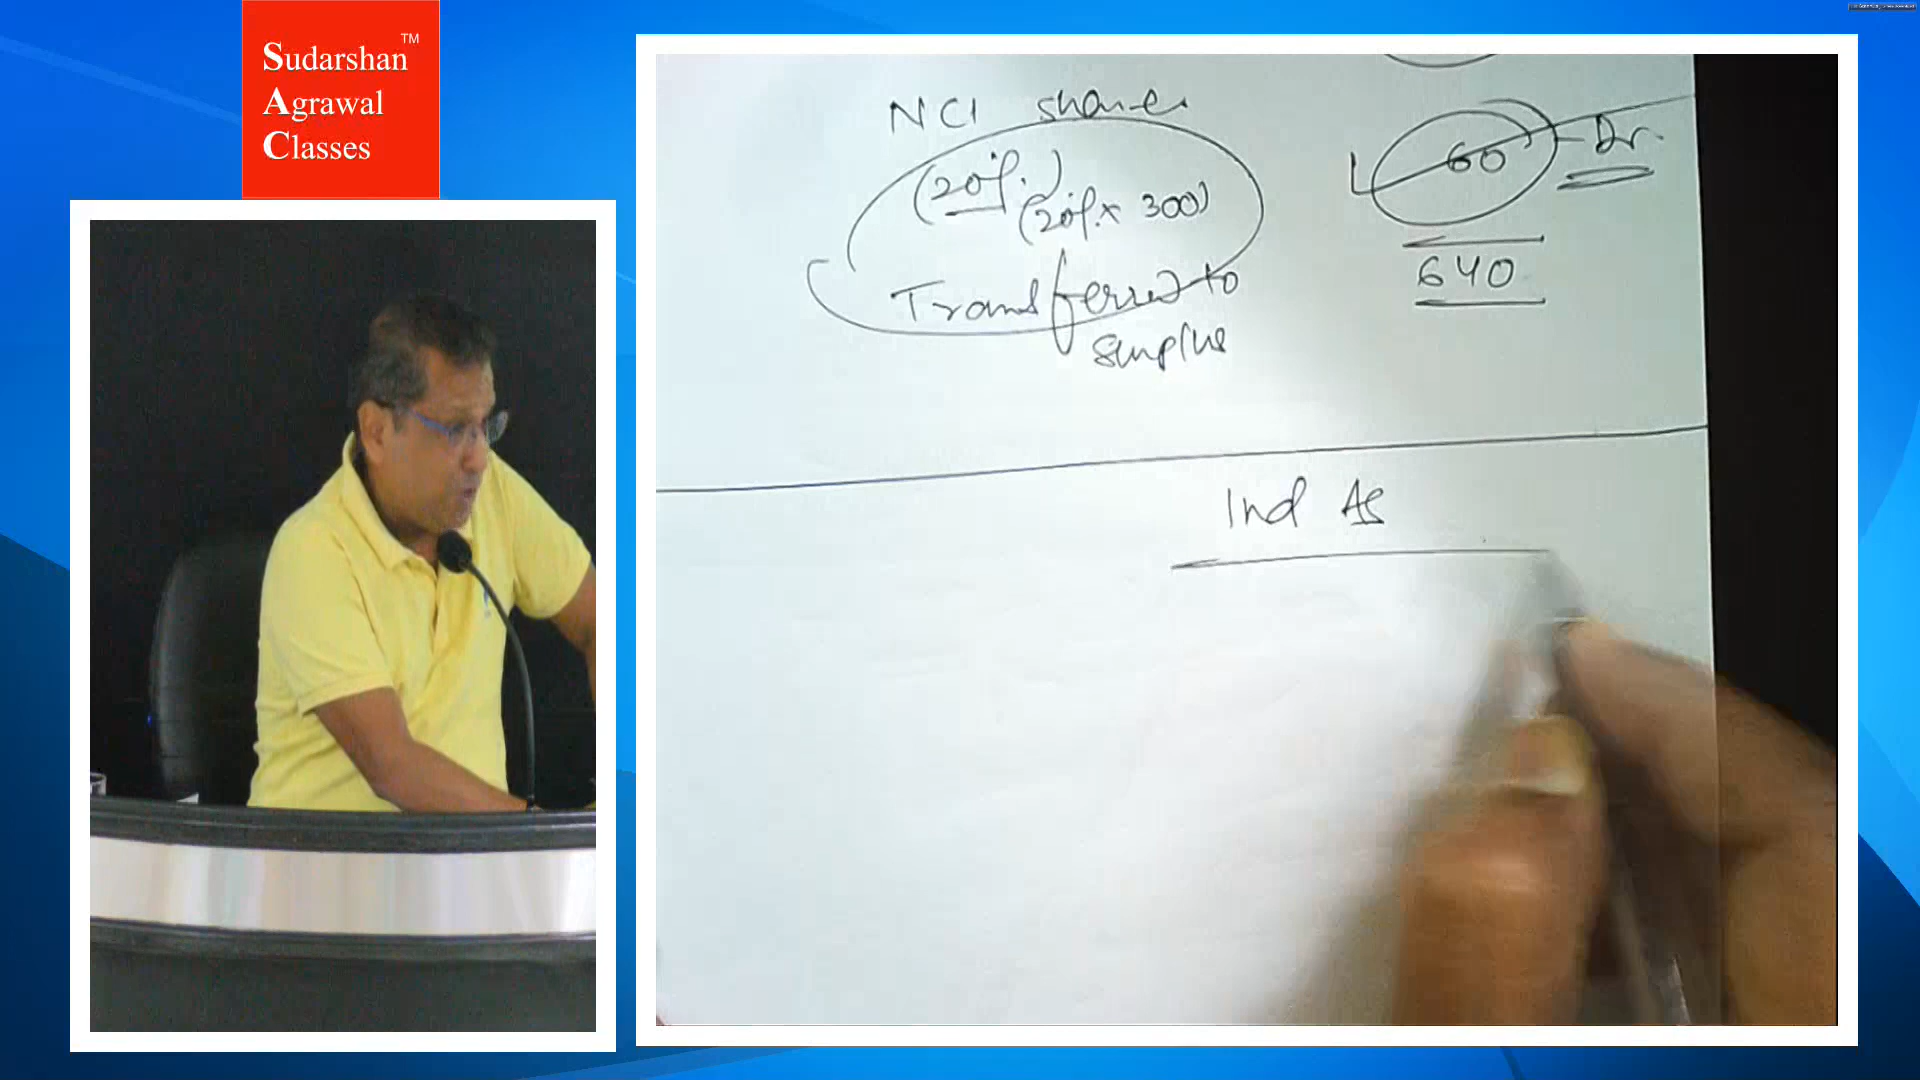 Sudarshan™
Agrawal
Classes
NCI share
(20%)
(20% x 300)
L 60 - Dr.
Transferred to
surplus
640
Ind AS